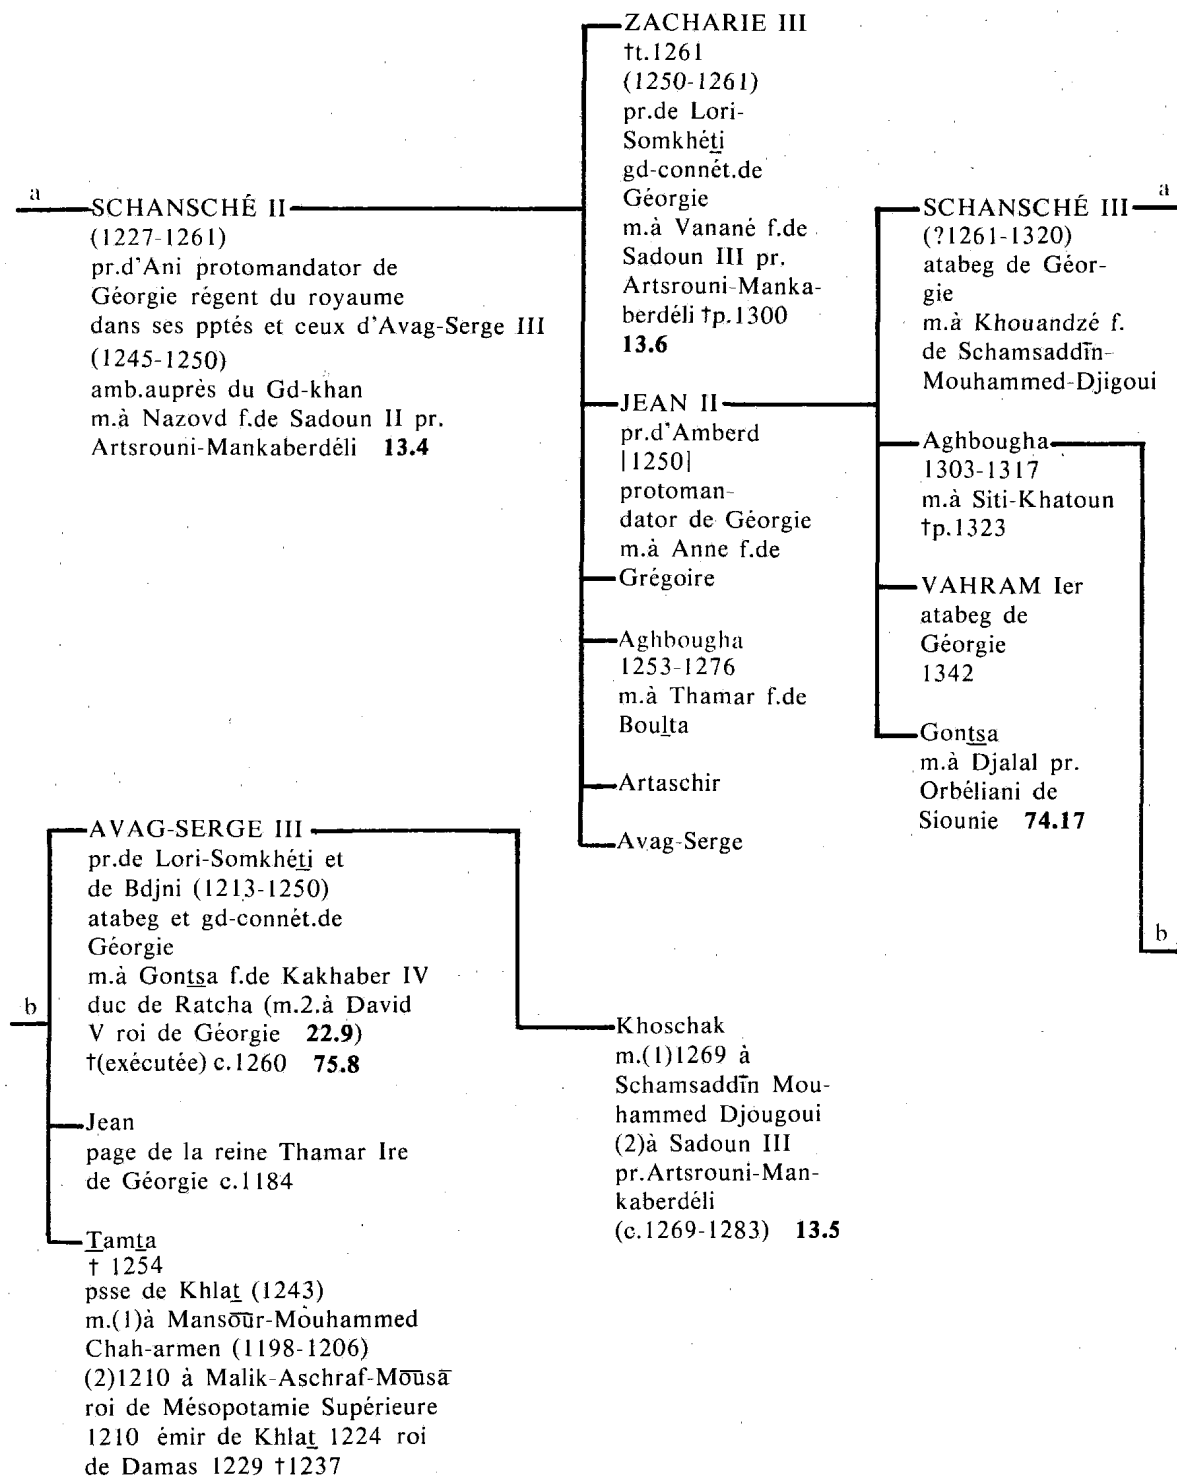 a
SCHANSCHÉ II
(1227-1261)
pr.d'Ani protomandator de
Géorgie régent du royaume
dans ses pptés et ceux d'Avag-Serge III
(1245-1250)
amb.auprès du Gd-khan
m.à Nazovd f.de Sadoun II pr.
Artsrouni-Mankaberdéli 13.4
ZACHARIE III
†t.1261
(1250-1261)
pr.de Lori-
Somkhéti
gd-connét.de
Géorgie
m.à Vanané f.de
Sadoun III pr.
Artsrouni-Manka-
berdéli †p.1300
13.6
JEAN II
pr.d'Amberd
|1250|
protoman-
dator de Géorgie
m.à Anne f.de
Grégoire
Aghbougha
1253-1276
m.à Thamar f.de
Boulta
Artaschir
Avag-Serge
SCHANSCHÉ III
a
(?1261-1320)
atabeg de Géor-
gie
m.à Khouandzé f.
de Schamsaddīn-
Mouhammed-Djigoui
Aghbougha
1303-1317
m.à Siti-Khatoun
†p.1323
VAHRAM Ier
atabeg de
Géorgie
1342
Gontsa
m.à Djalal pr.
Orbéliani de
Siounie 74.17
b
b
AVAG-SERGE III
pr.de Lori-Somkhéti et
de Bdjni (1213-1250)
atabeg et gd-connét.de
Géorgie
m.à Gontsa f.de Kakhaber IV
duc de Ratcha (m.2.à David
V roi de Géorgie 22.9)
†(exécutée) c.1260 75.8
Jean
page de la reine Thamar Ire
de Géorgie c.1184
Tamta
† 1254
psse de Khlat (1243)
m.(1)à Mansōūr-Mouhammed
Chah-armen (1198-1206)
(2)1210 à Malik-Aschraf-Mōūsā
roi de Mésopotamie Supérieure
1210 émir de Khlat 1224 roi
de Damas 1229 †1237
Khoschak
m.(1)1269 à
Schamsaddīn Mou-
hammed Djougoui
(2)à Sadoun III
pr.Artsrouni-Man-
kaberdéli
(c.1269-1283) 13.5